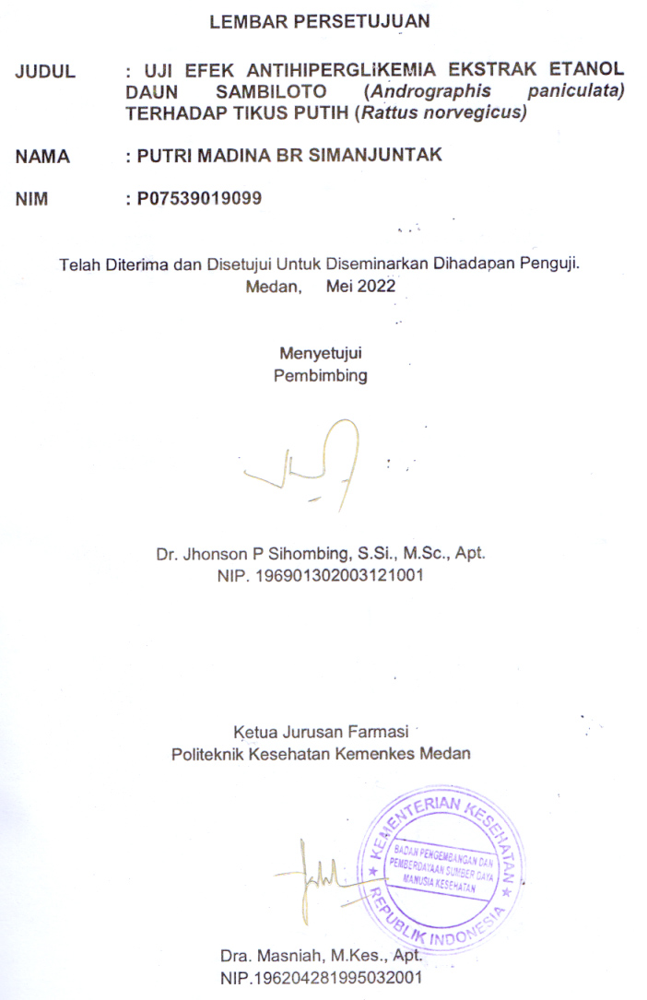 LEMBAR PERSETUJUAN
JUDUL : UJI EFEK ANTIHIPERGLIKEMIA EKSTRAK ETANOL
DAUN SAMBILOTO (Andrographis paniculata)
TERHADAP TIKUS PUTIH (Rattus norvegicus)
NAMA : PUTRI MADINA BR SIMANJUNTAK
NIM : P07539019099
Telah Diterima dan Disetujui Untuk Diseminarkan Dihadapan Penguji.
Medan, Mei 2022
Menyetujui
Pembimbing
Dr. Jhonson P Sihombing, S.Si., M.Sc., Apt.
NIP. 196901302003121001
Ketua Jurusan Farmasi
Politeknik Kesehatan Kemenkes Medan
KEMENTERIAN KESEHATAN
BADAN PENGEMBANGAN DAN
PEMBERDAYAAN SUMBER DAYA
MANUSIA KESEHATAN
REPUBLIK INDONESIA
Dra. Masniah, M.Kes., Apt.
NIP.196204281995032001